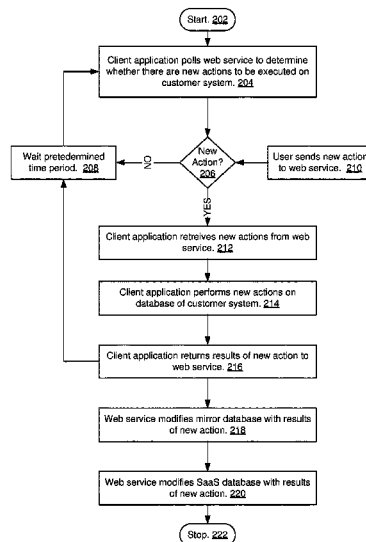 Start. 202
Client application polls web service to determine
whether there are new actions to be executed on
customer system. 204
Wait pretedermined
time period. 208
NO
New
Action?
206
User sends new action
to web service. 210
YES
Client application retreives new actions from web
service. 212
Client application performs new actions on
database of customer system. 214
Client application returns results of new action to
web service. 216
Web service modifies mirror database with results
of new action. 218
Web service modifies SaaS database with results
of new action. 220
Stop. 222